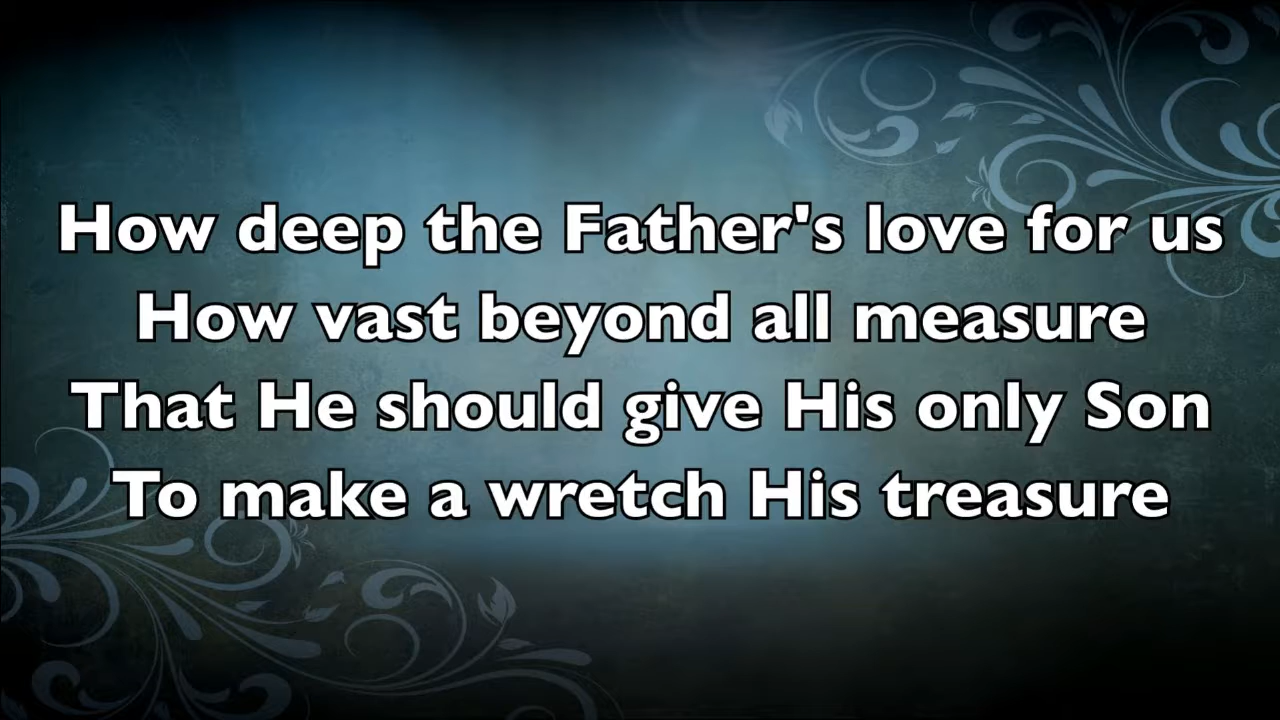 How deep the Father's love for us
How vast beyond all measure
That He should give His only Son
To make a wretch His treasure